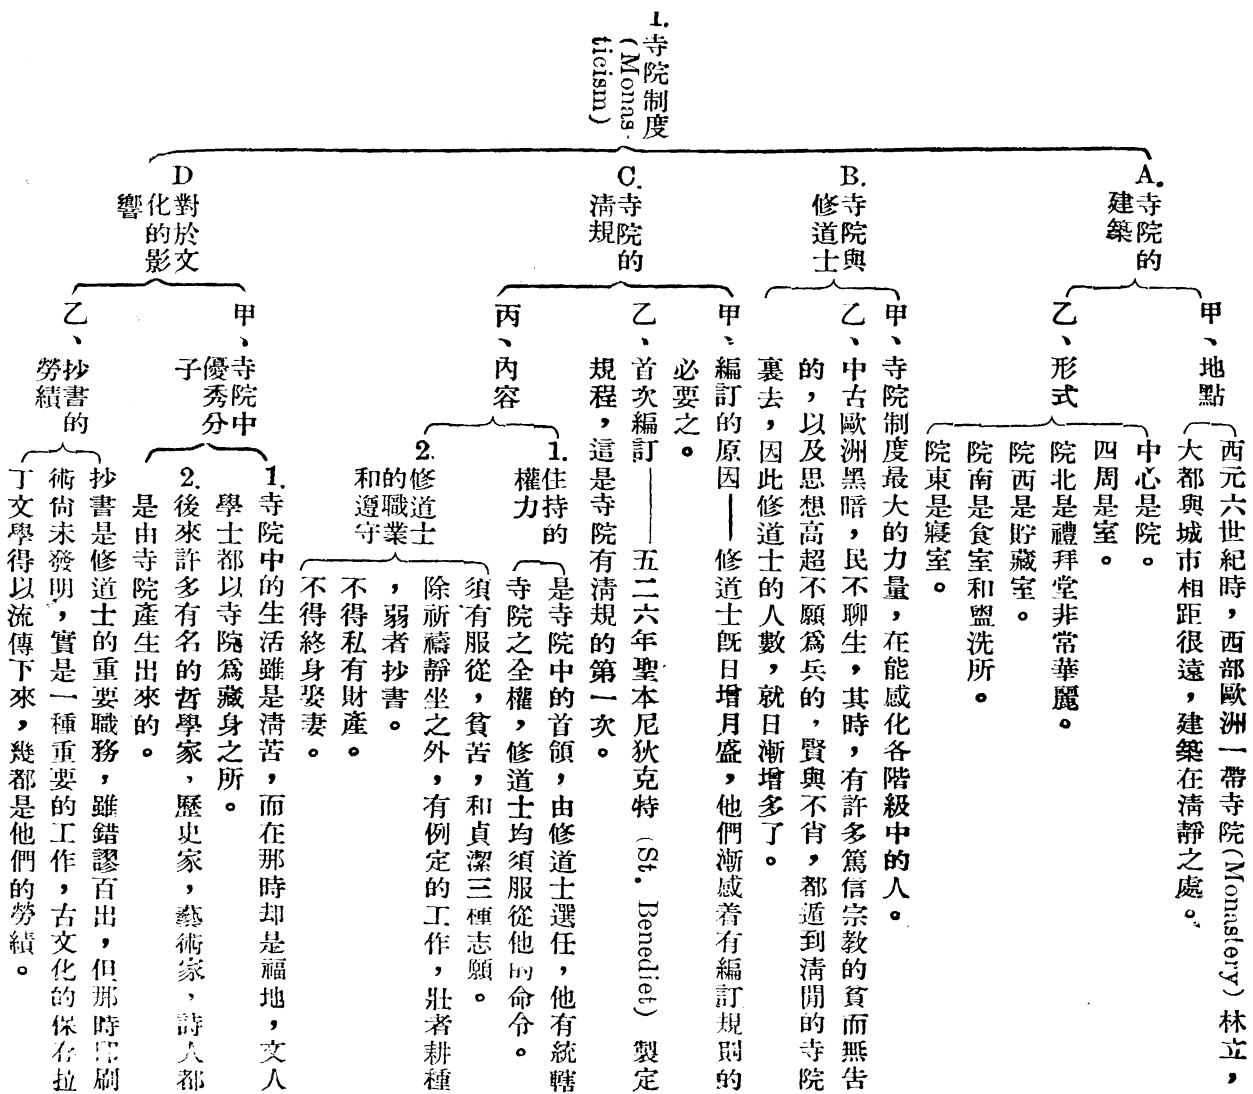 1.寺院制度
(Monas-
ticism)
A.寺院的
建築
甲、地點
西元六世紀時，西部歐洲一帶寺院(Monastery)林立，
大都與城市相距很遠，建築在淸靜之處。
乙、形式
中心是院。
四周是室。
院北是禮拜堂非常華麗。
院西是貯藏室。
院南是食室和盥洗所。
院東是寢室。
B.寺院與
修道士
甲、寺院制度最大的力量，在能感化各階級中的人。
乙、中古歐洲黑暗，民不聊生，其時，有許多篤信宗教的貧而無吿
的，以及思想高超不願爲兵的，賢與不肖，都遁到淸閒的寺院
裏去，因此修道士的人數，就日漸增多了。
C.寺院的
淸規
甲、編訂的原因——修道士旣日增月盛，他們漸感着有編訂規則的
必要之。
乙、首次編訂——五二六年聖本尼狄克特(St. Benediet)製定
規程，這是寺院有淸規的第一次。
丙、內容
1.住持的
權力
是寺院中的首領，由修道士選任，他有統轄
寺院之全權，修道士均須服從他的命令。
2.修道士
的職業
和遵守
須有服從，貧苦，和貞潔三種志願。
除祈禱靜坐之外，有例定的工作，壯者耕種
，弱者抄書。
不得私有財產。
不得終身娶妻。
D
對於文
化的影
響
甲、寺院中
優秀分
子
1.寺院中的生活雖是淸苦，而在那時却是福地，文人
學士都以寺院爲藏身之所。
2.後來許多有名的哲學家，歷史家，藝術家，詩人都
是由寺院產生出來的。
乙、抄書的
勞績
抄書是修道士的重要職務，雖錯謬百出，但那時印刷
術尙未發明，實是一種重要的工作，古文化的保存拉
丁文學得以流傳下來，幾都是他們的勞績。